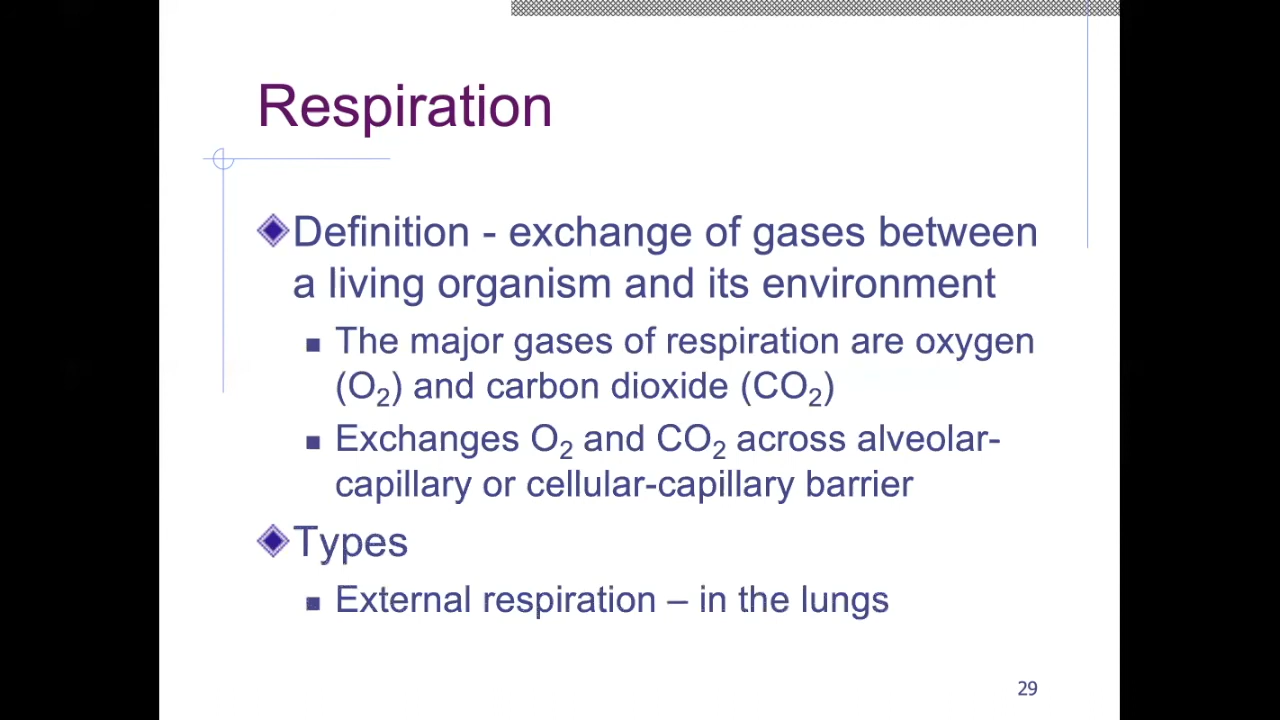 Respiration
Definition - exchange of gases between
a living organism and its environment
The major gases of respiration are oxygen
(O₂) and carbon dioxide (CO₂)
Exchanges O₂ and CO₂ across alveolar-
capillary or cellular-capillary barrier
Types
External respiration – in the lungs
29